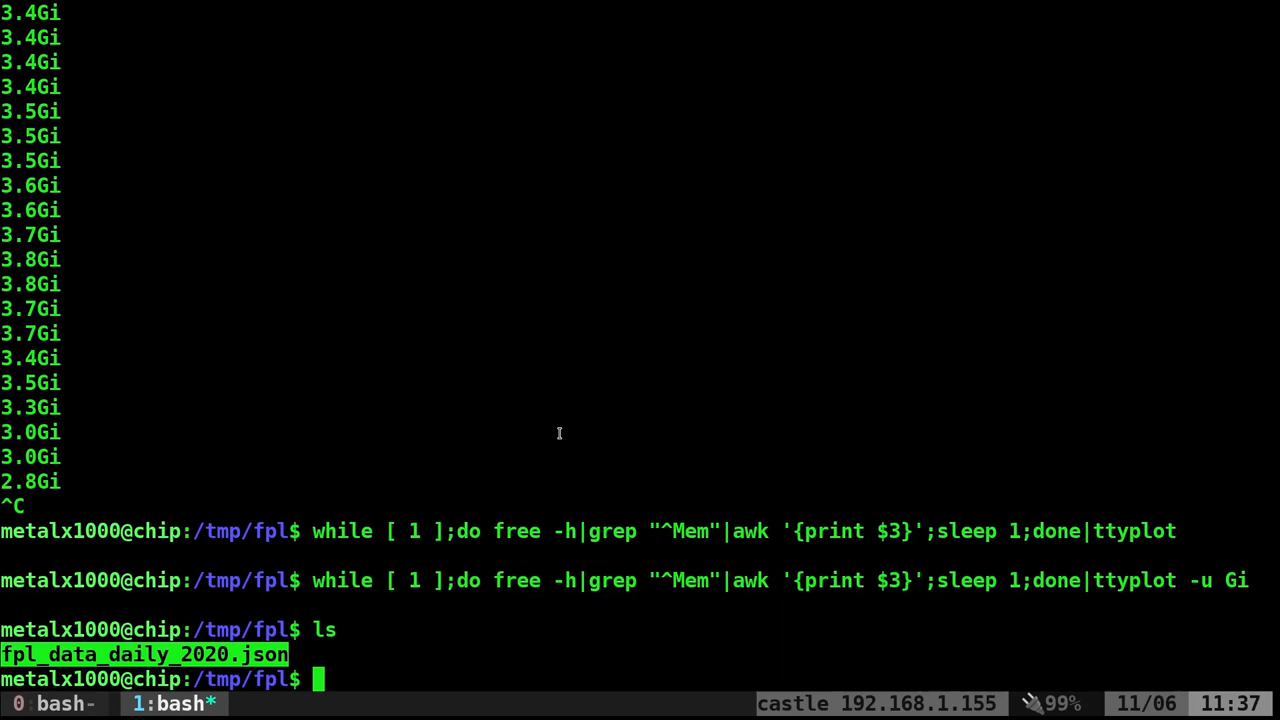 3.4Gi
3.4Gi
3.4Gi
3.4Gi
3.5Gi
3.5Gi
3.5Gi
3.6Gi
3.6Gi
3.7Gi
3.8Gi
3.8Gi
3.7Gi
3.7Gi
3.4Gi
3.5Gi
3.3Gi
3.0Gi
3.0Gi
2.8Gi
^C
metalx1000@chip:/tmp/fpl$ while [ 1 ];do free -h|grep "^Mem"|awk '{print $3}';sleep 1;done|ttyplot
metalx1000@chip:/tmp/fpl$ while [ 1 ];do free -h|grep "^Mem"|awk '{print $3}';sleep 1;done|ttyplot -u Gi
metalx1000@chip:/tmp/fpl$ ls
fpl_data_daily_2020.json
metalx1000@chip:/tmp/fpl$
0:bash- 1:bash* castle 192.168.1.155 🔌99% 11/06 11:37